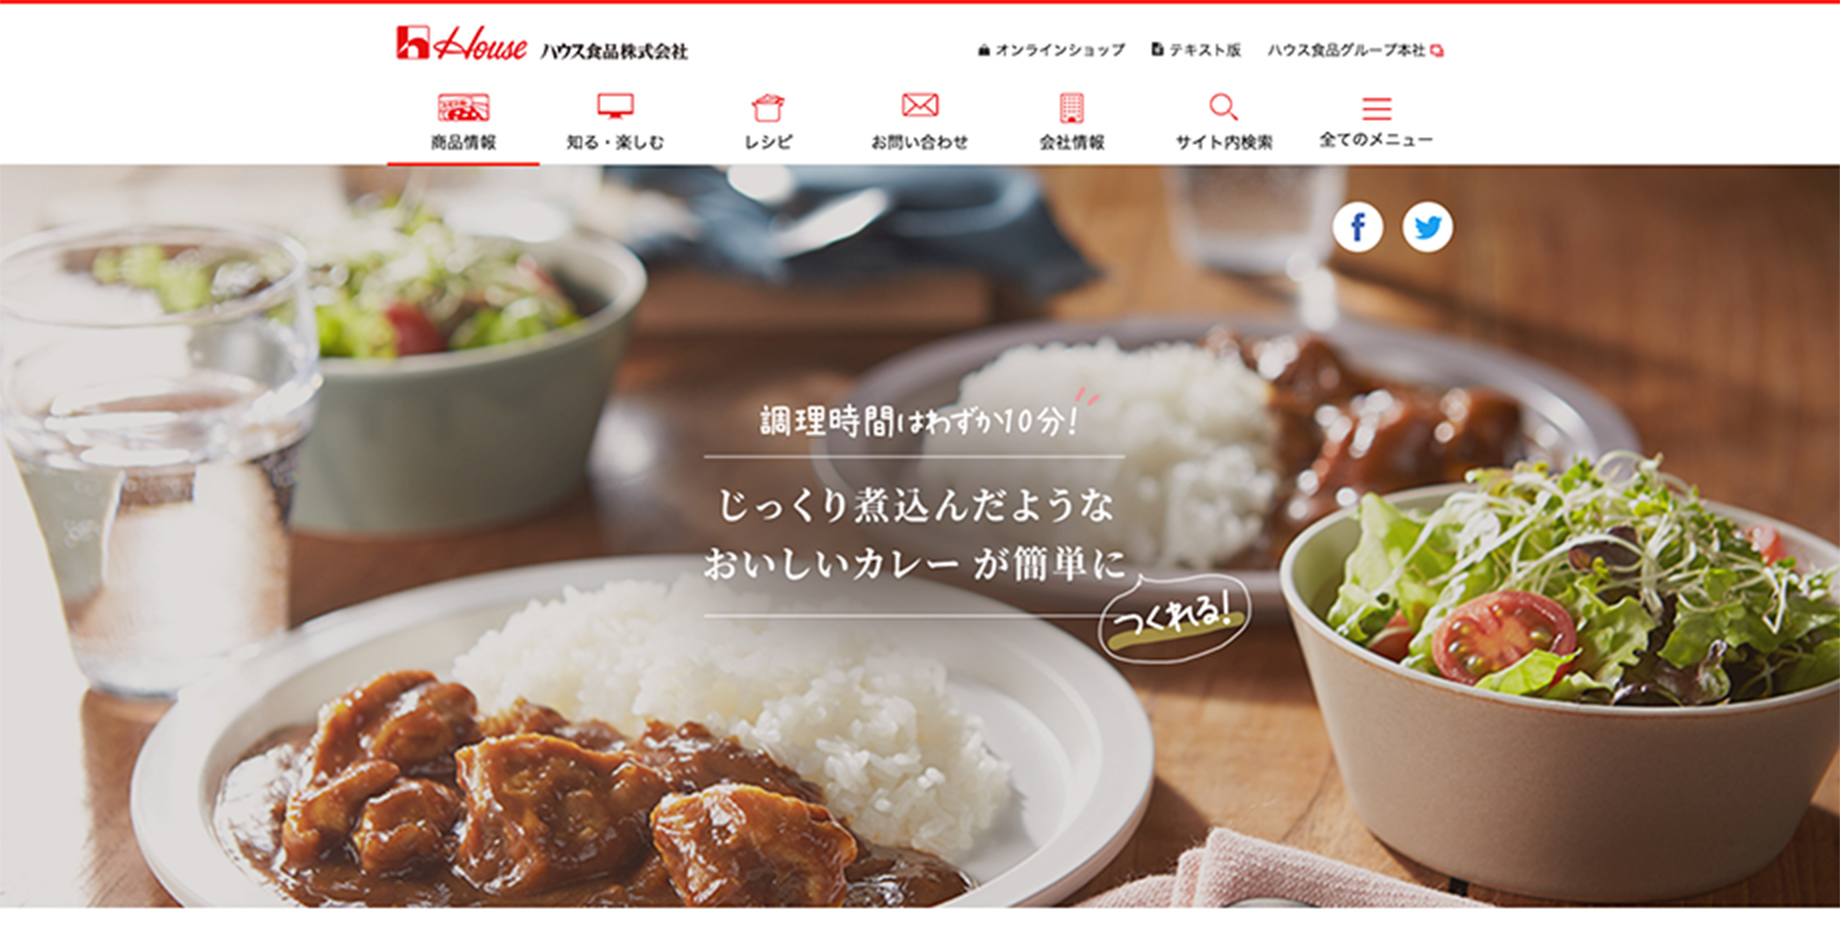 House ハウス食品株式会社
オンラインショップ テキスト版 ハウス食品グループ本社
商品情報 知る・楽しむ レシピ お問い合わせ 会社情報 サイト内検索 全てのメニュー
調理時間はわずか10分!
じっくり煮込んだような
おいしいカレー が簡単に
つくれる!